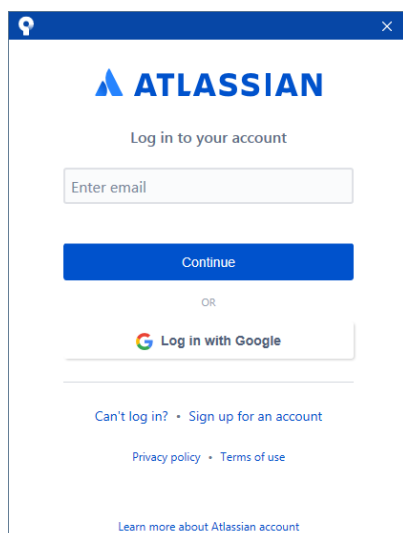 ATLASSIAN
Log in to your account
Enter email
Continue
OR
Log in with Google
Can't log in? • Sign up for an account
Privacy policy • Terms of use
Learn more about Atlassian account